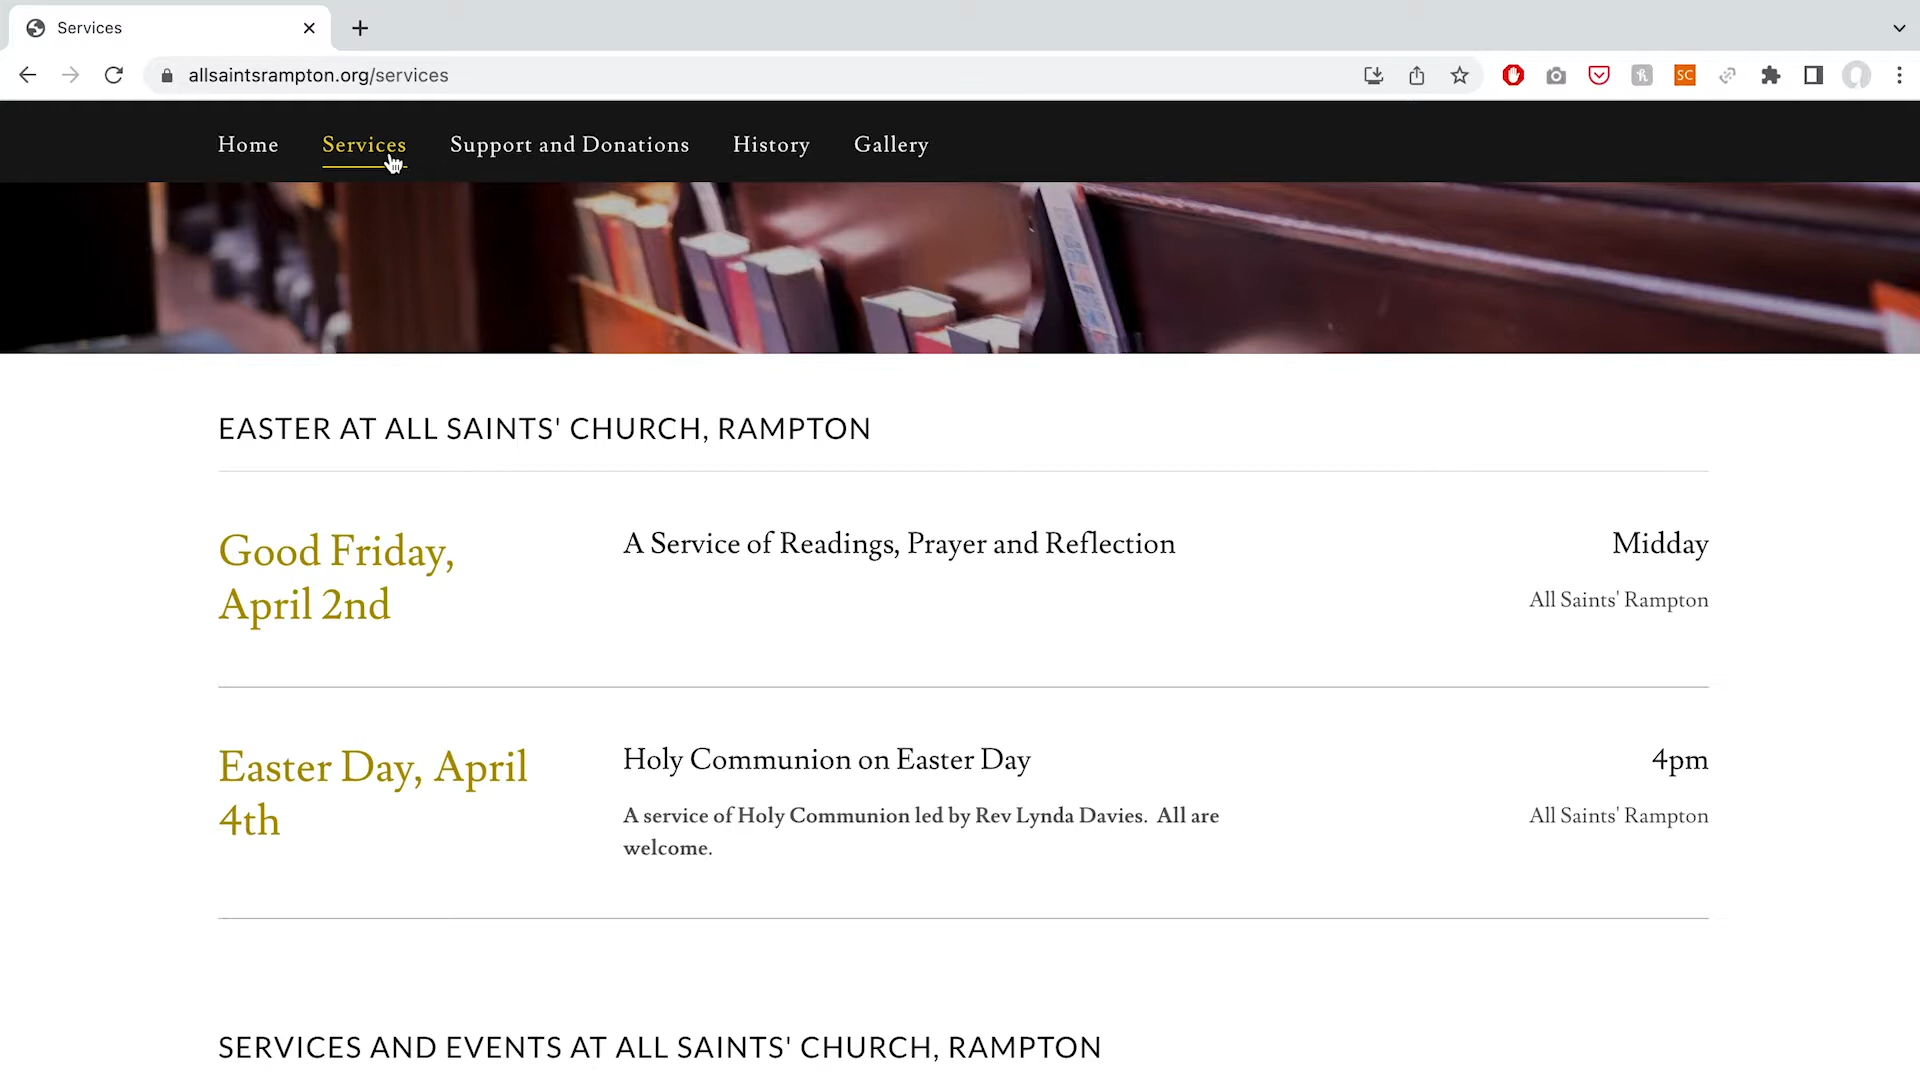 Services
allsaintsrampton.org/services
SC
Home Services Support and Donations History Gallery
EASTER AT ALL SAINTS' CHURCH, RAMPTON
Good Friday,
April 2nd
A Service of Readings, Prayer and Reflection
Midday
All Saints' Rampton
Easter Day, April
4th
Holy Communion on Easter Day
A service of Holy Communion led by Rev Lynda Davies. All are
welcome.
4pm
All Saints' Rampton
SERVICES AND EVENTS AT ALL SAINTS' CHURCH, RAMPTON